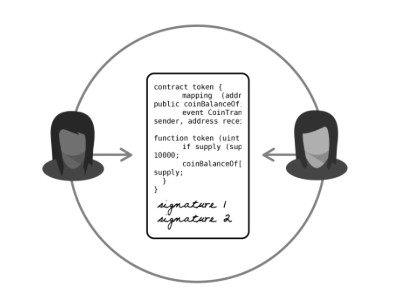 contract token {
mapping (addr
public coinBalanceOf
event CoinTran
sender, address recei
function token (uint
if supply (sup
10000;
coinBalanceOf[
supply;
}
}
signature 1
signature 2